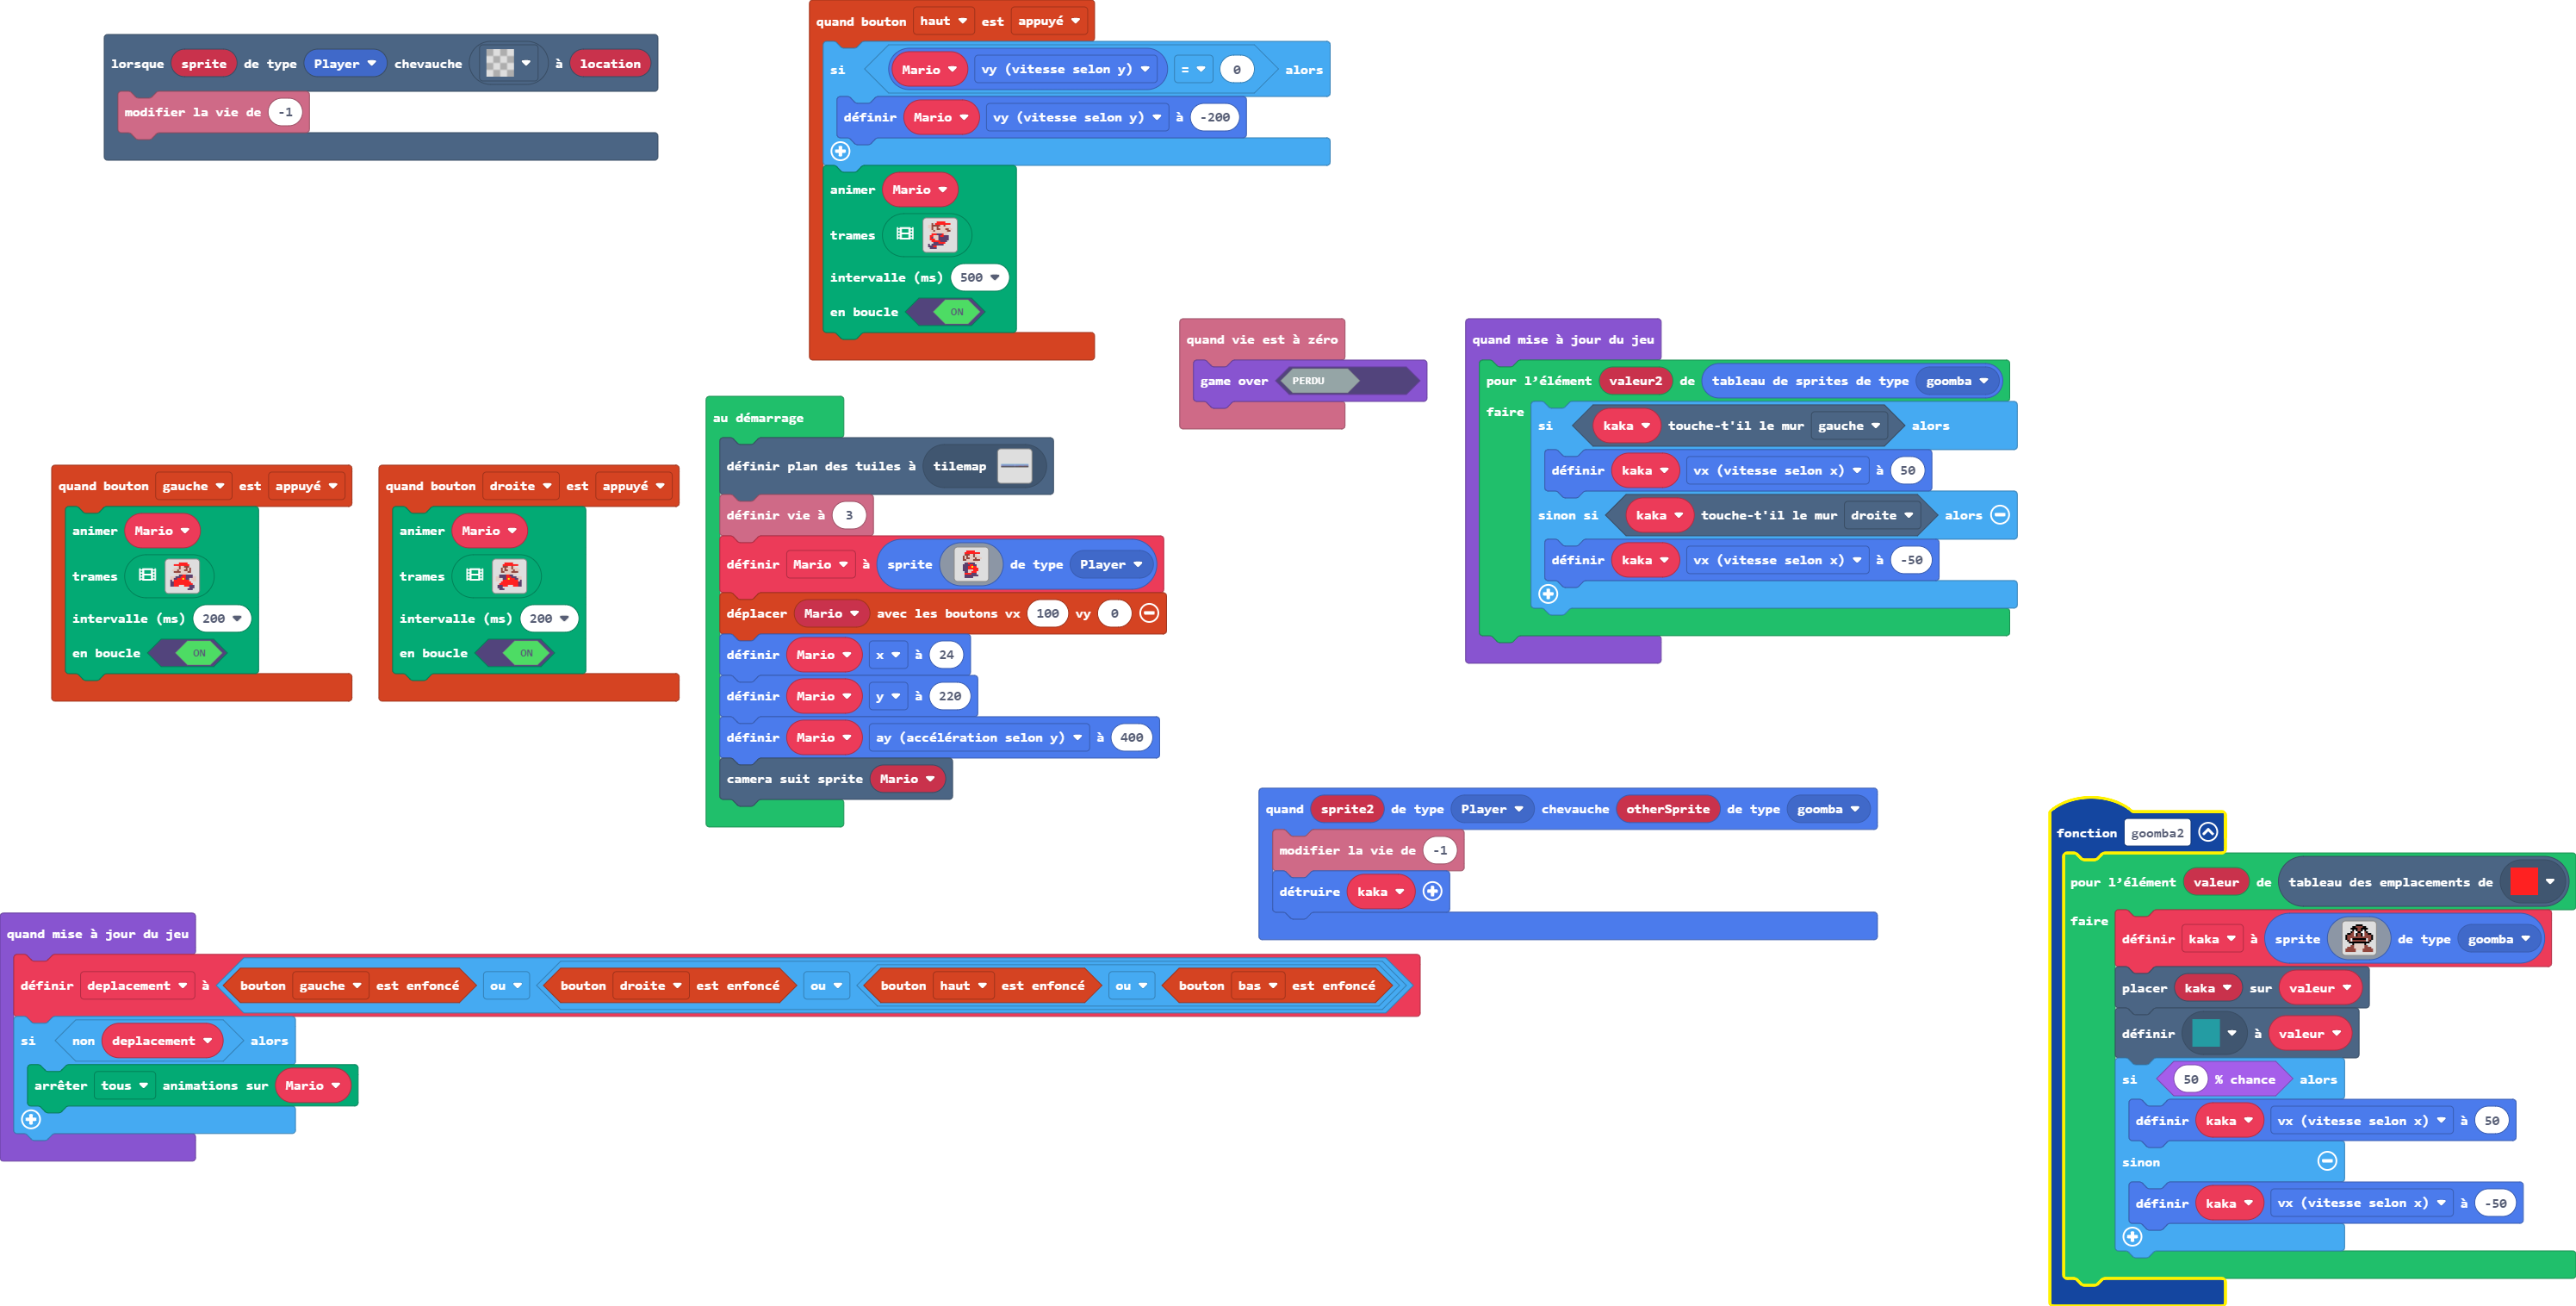 lorsque sprite de type Player chevauche à location
modifier la vie de -1
quand bouton haut est appuyé
si Mario vy (vitesse selon y) = 0 alors
définir Mario vy (vitesse selon y) à -200
animer Mario
trames
intervalle (ms) 500
en boucle ON
quand vie est à zéro
game over PERDU
quand mise à jour du jeu
pour l'élément valeur2 de tableau de sprites de type goomba
faire
si kaka touche-t'il le mur gauche alors
définir kaka vx (vitesse selon x) à 50
sinon si kaka touche-t'il le mur droite alors
définir kaka vx (vitesse selon x) à -50
quand bouton gauche est appuyé
animer Mario
trames
intervalle (ms) 200
en boucle ON
quand bouton droite est appuyé
animer Mario
trames
intervalle (ms) 200
en boucle ON
au démarrage
définir plan des tuiles à tilemap
définir vie à 3
définir Mario à sprite de type Player
déplacer Mario avec les boutons vx 100 vy 0
définir Mario x à 24
définir Mario y à 220
définir Mario ay (accélération selon y) à 400
camera suit sprite Mario
quand sprite2 de type Player chevauche otherSprite de type goomba
modifier la vie de -1
détruire kaka
fonction goomba2
pour l'élément valeur de tableau des emplacements de
faire
définir kaka à sprite de type goomba
placer kaka sur valeur
définir à valeur
si 50 % chance alors
définir kaka vx (vitesse selon x) à 50
sinon
définir kaka vx (vitesse selon x) à -50
quand mise à jour du jeu
définir deplacement à bouton gauche est enfoncé ou bouton droite est enfoncé ou bouton haut est enfoncé ou bouton bas est enfoncé
si non deplacement alors
arrêter tous animations sur Mario